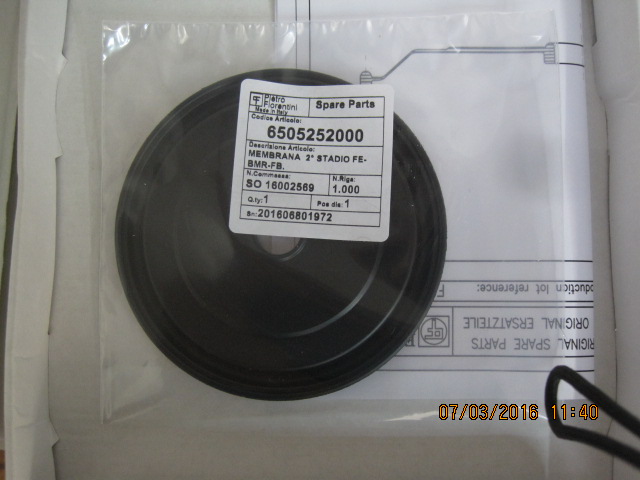 Pietro
Fiorentini
Made in Italy
Spare Parts
Codice Articolo:
6505252000
Descrizione Articolo:
MEMBRANA 2° STADIO FE-
BMR-FB.
N.Commessa:
SO 16002569
N.Riga:
1.000
Q.ty:1
Pos dis:1
Sn:201606801972
oduction lot reference:
ORIGINAL ERSATZTEILE
RIGINAL SPARE PARTS
07/03/2016 11:40